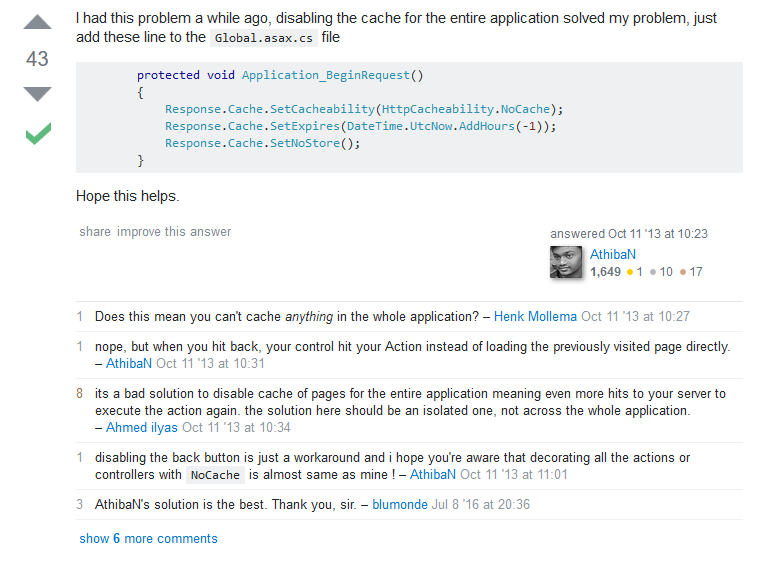 I had this problem a while ago, disabling the cache for the entire application solved my problem, just
add these line to the Global.asax.cs file
43
protected void Application_BeginRequest()
{
Response.Cache.SetCacheability(HttpCacheability.NoCache);
Response.Cache.SetExpires(DateTime.UtcNow.AddHours(-1));
Response.Cache.SetNoStore();
}
Hope this helps.
share improve this answer
answered Oct 11 '13 at 10:23
AthibaN
1,649 1 10 17
1 Does this mean you can't cache anything in the whole application? – Henk Mollema Oct 11 '13 at 10:27
1 nope, but when you hit back, your control hit your Action instead of loading the previously visited page directly.
– AthibaN Oct 11 '13 at 10:31
8 its a bad solution to disable cache of pages for the entire application meaning even more hits to your server to
execute the action again. the solution here should be an isolated one, not across the whole application.
– Ahmed ilyas Oct 11 '13 at 10:34
1 disabling the back button is just a workaround and i hope you're aware that decorating all the actions or
controllers with NoCache is almost same as mine ! – AthibaN Oct 11 '13 at 11:01
3 AthibaN's solution is the best. Thank you, sir. – blumonde Jul 8 '16 at 20:36
show 6 more comments